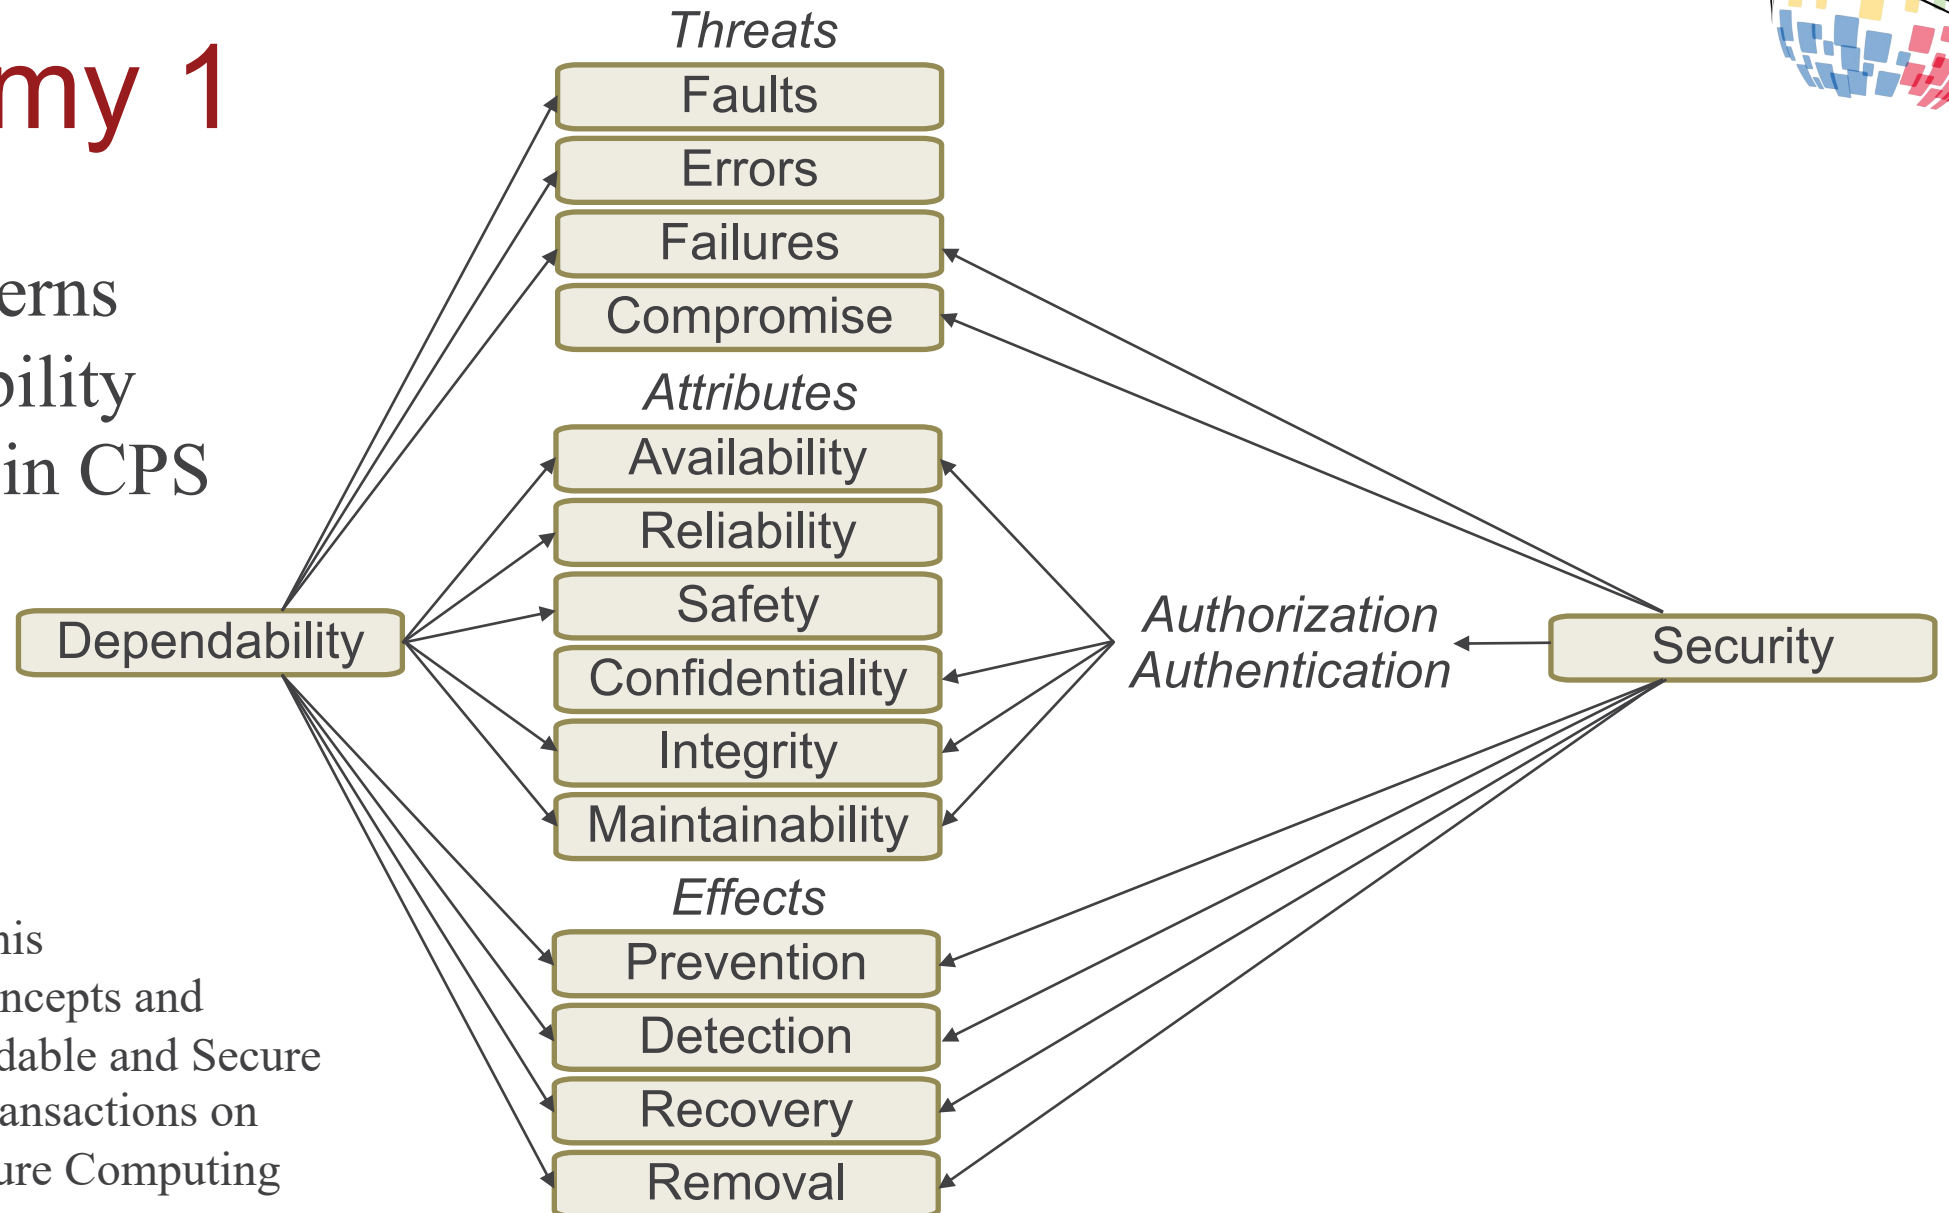 my 1
erns
bility
in CPS
Threats
Faults
Errors
Failures
Compromise
Attributes
Availability
Reliability
Safety
Confidentiality
Integrity
Maintainability
Effects
Prevention
Detection
Recovery
Removal
Dependability
Authorization
Authentication
Security
his
ncepts and
dable and Secure
ansactions on
ure Computing